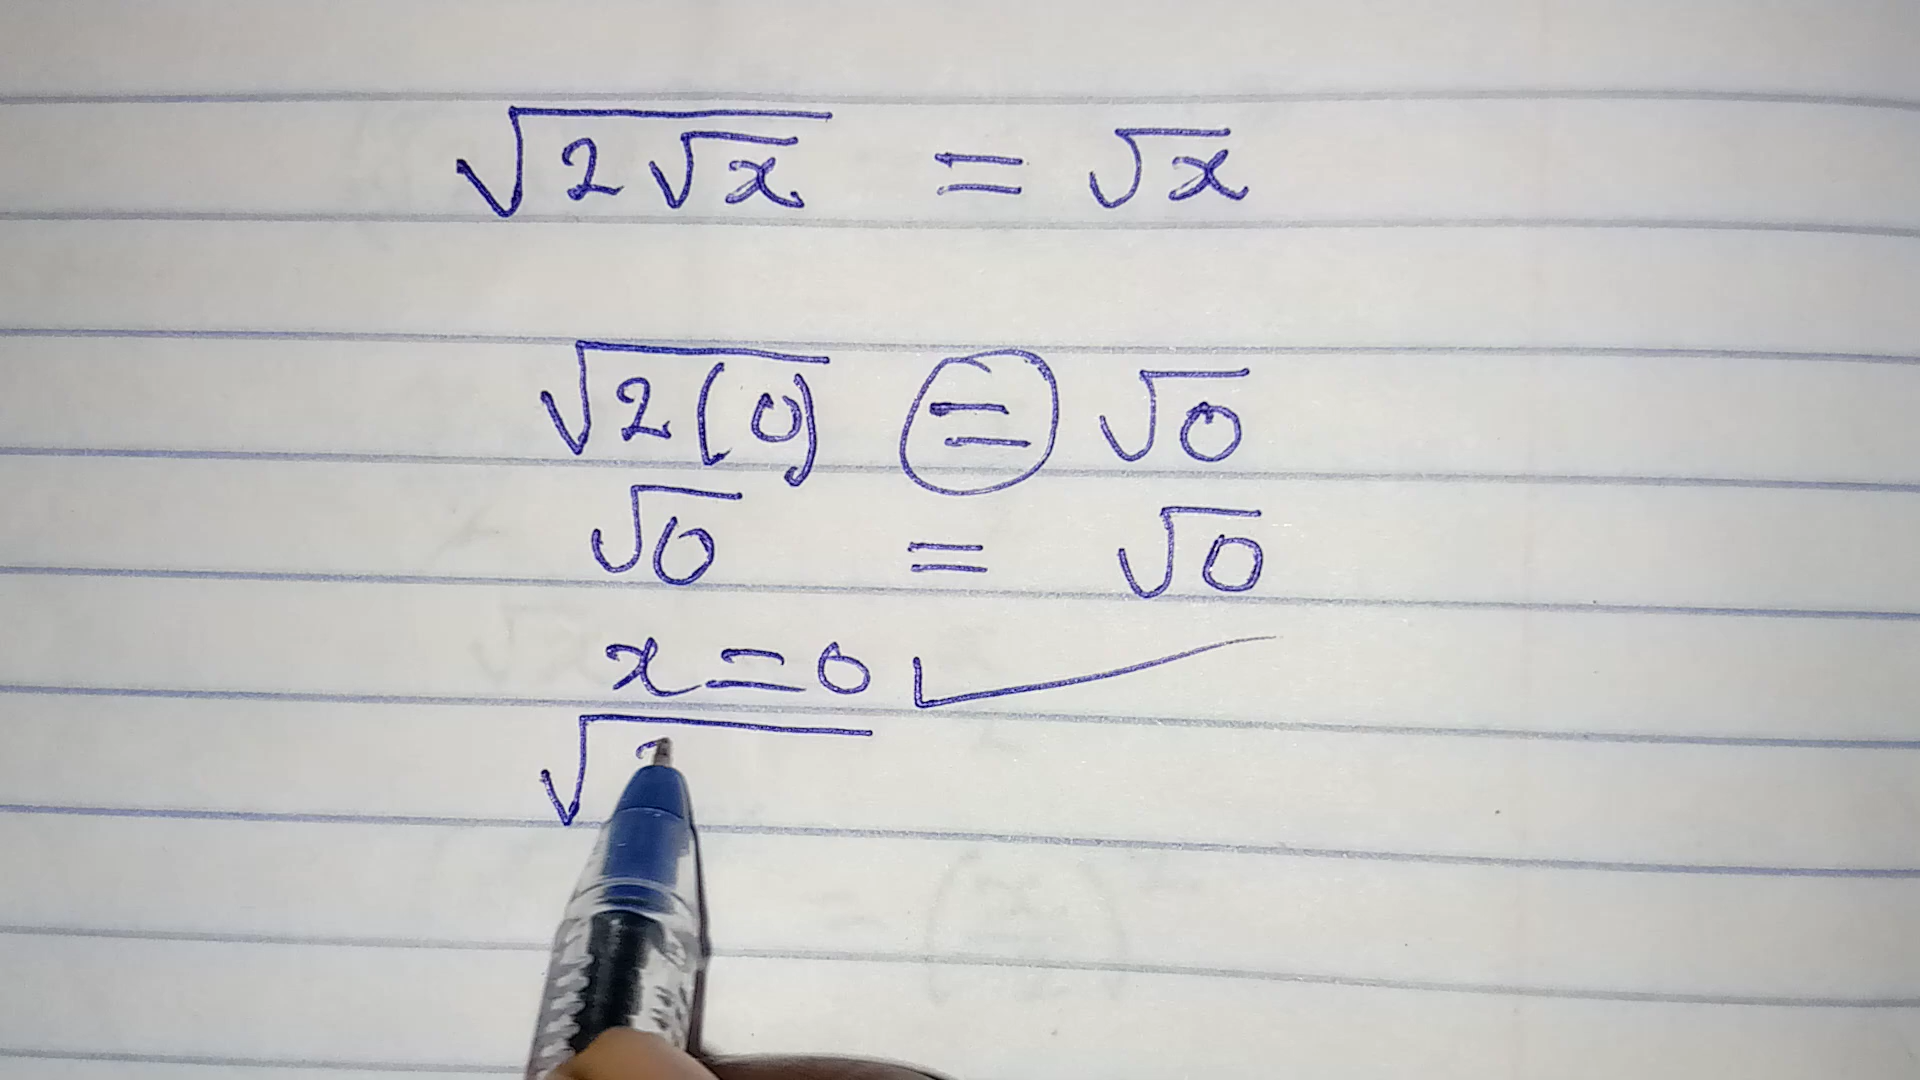 √(2√x) = √x
√(2(0)) = √0
√0 = √0
x = 0 ✓
√